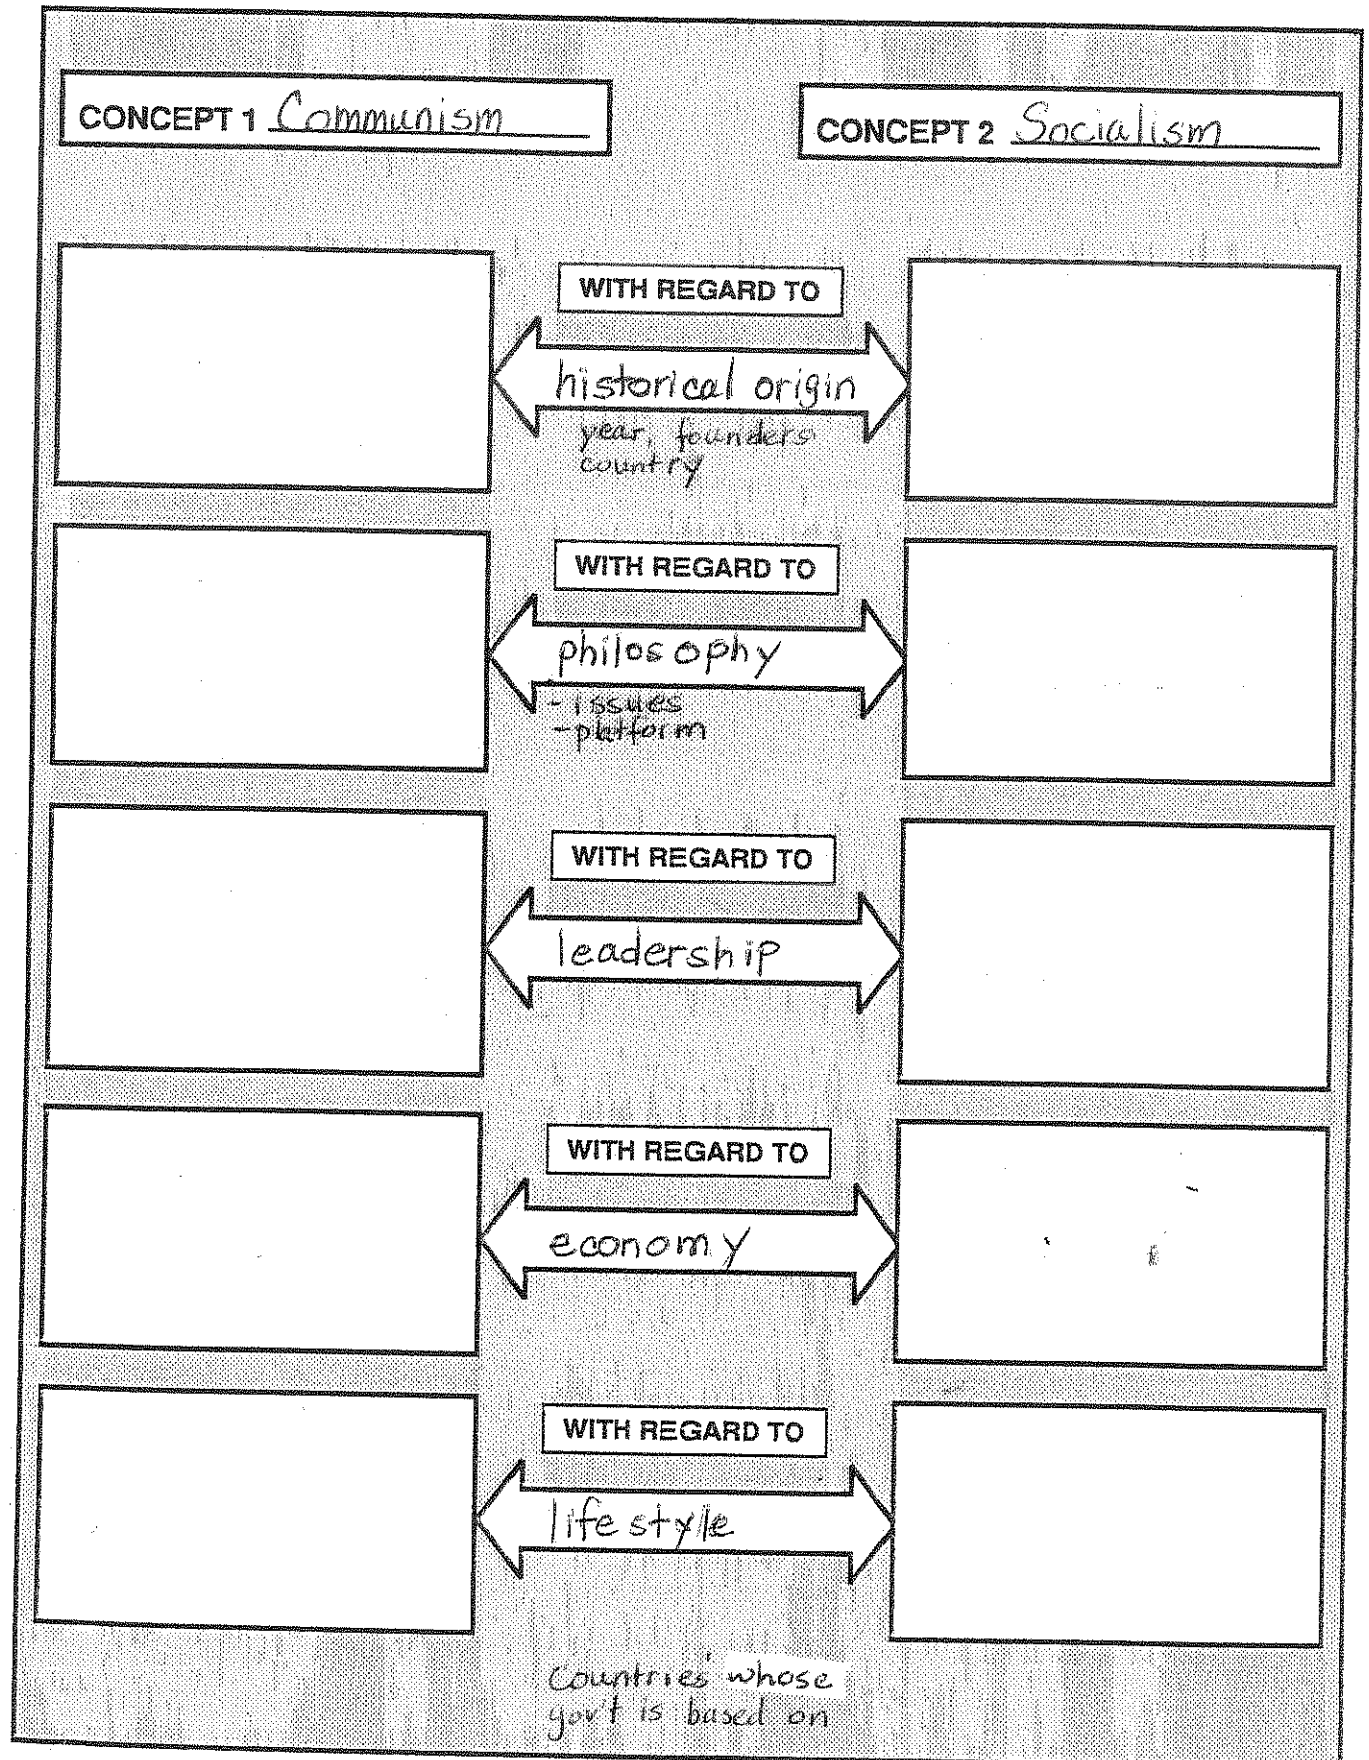 CONCEPT 1 Communism
CONCEPT 2 Socialism
WITH REGARD TO
historical origin
year, founders
country
WITH REGARD TO
philosophy
- issues
- platform
WITH REGARD TO
leadership
WITH REGARD TO
economy
WITH REGARD TO
lifestyle
Countries whose
gov't is based on